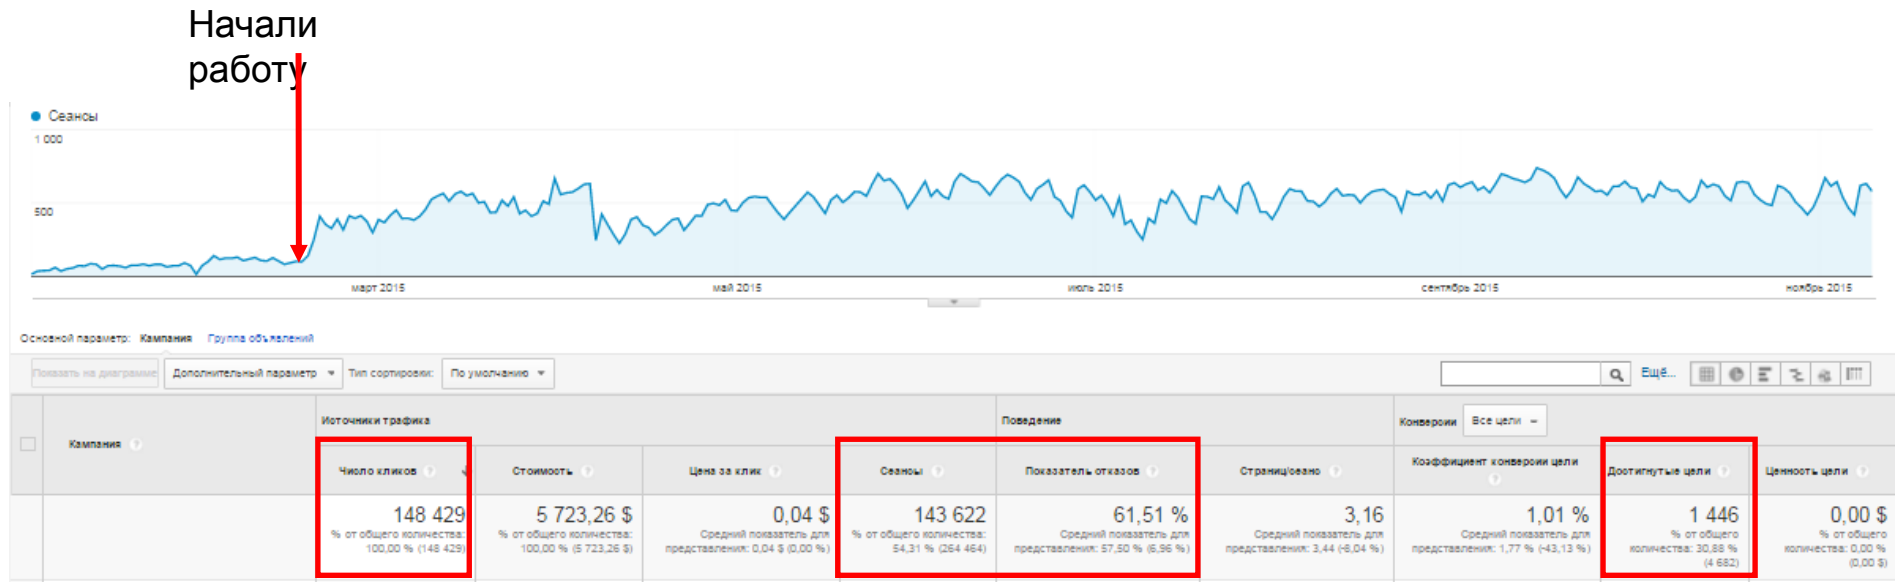 Начали
работу
Сеансы
1 000
500
март 2015
май 2015
июль 2015
сентябрь 2015
ноябрь 2015
Основной параметр: Кампания Группа объявлений
Показать на диаграмме Дополнительный параметр Тип сортировки: По умолчанию Ещё...
Источники трафика Поведение Конверсии Все цели
Кампания ?
Число кликов ? Стоимость ? Цена за клик ? Сеансы ? Показатель отказов ? Страниц/сеанс ? Коэффициент конверсии цели ? Достигнутые цели ? Ценность цели ?
148 429
% от общего количества:
100,00 % (148 429)
5 723,26 $
% от общего количества:
100,00 % (5 723,26 $)
0,04 $
Средний показатель для
представления: 0,04 $ (0,00 %)
143 622
% от общего количества:
54,31 % (264 464)
61,51 %
Средний показатель для
представления: 57,50 % (6,96 %)
3,16
Средний показатель для
представления: 3,44 (-8,04 %)
1,01 %
Средний показатель для
представления: 1,77 % (-43,13 %)
1 446
% от общего
количества: 30,88 %
(4 682)
0,00 $
% от общего
количества: 0,00 %
(0,00 $)